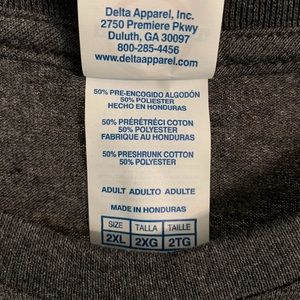 Delta Apparel, Inc.
2750 Premiere Pkwy
Duluth, GA 30097
800-285-4456
www.deltaapparel.com
50% PRE-ENCOGIDO ALGODÓN
50% POLIESTER
HECHO EN HONDURAS
50% PRÉRÉTRÉCI COTON
50% POLYESTER
FABRIQUE AU HONDURAS
50% PRESHRUNK COTTON
50% POLYESTER
ADULT ADULTO ADULTE
MADE IN HONDURAS
SIZE TALLA TAILLE
2XL 2XG 2TG